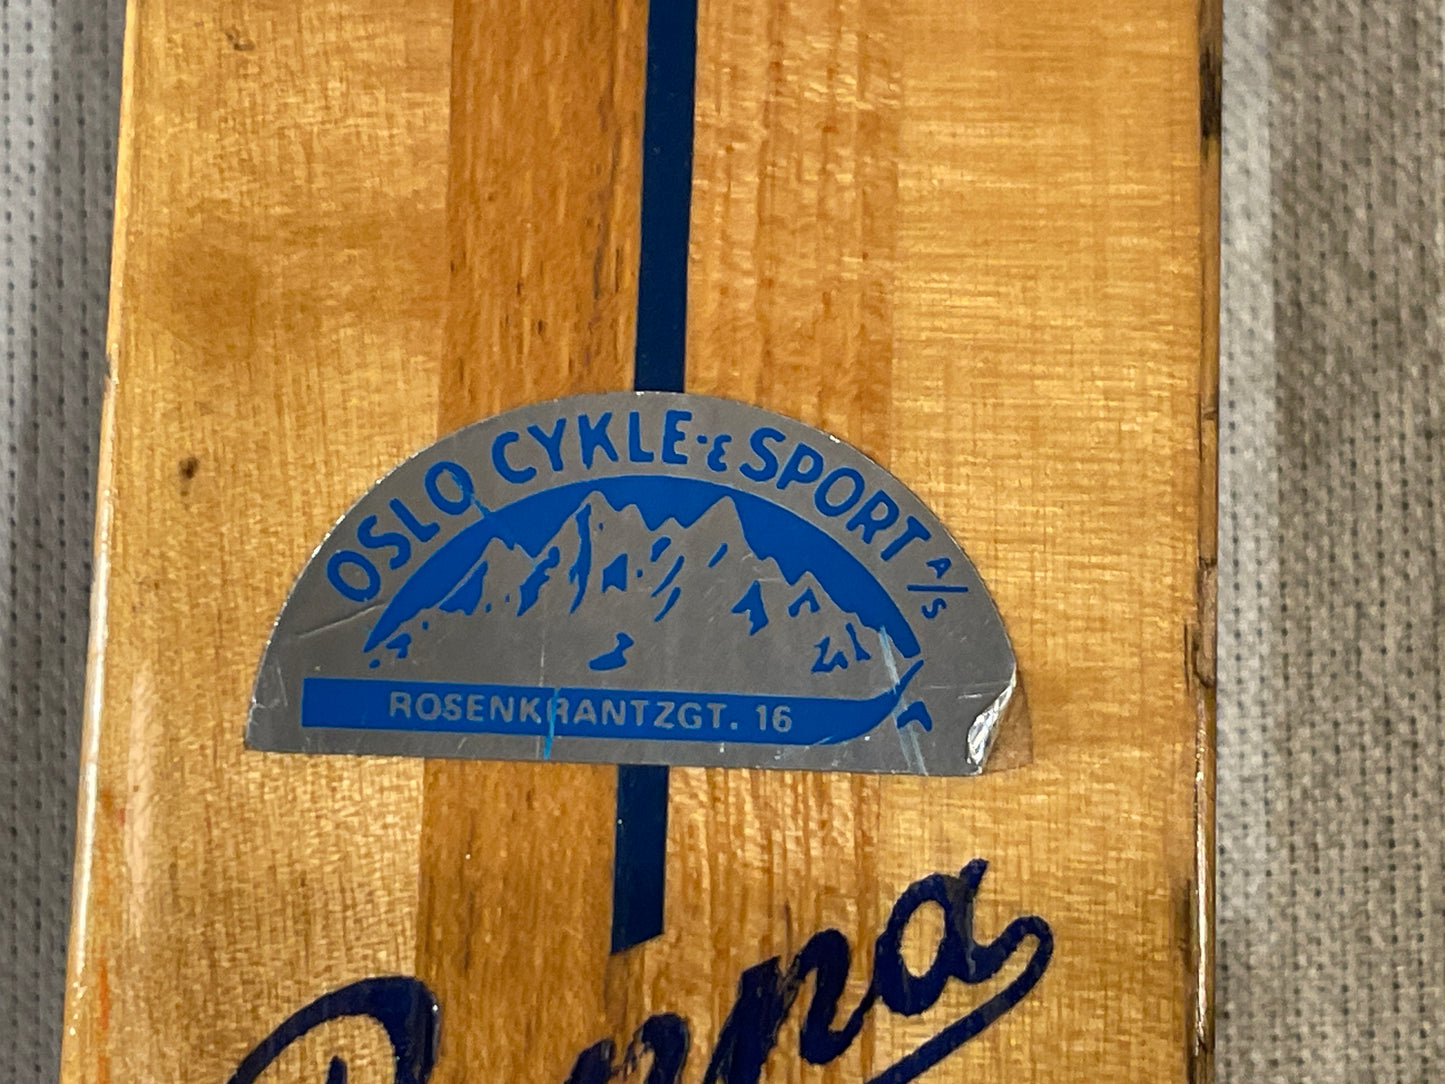 OSLO CYKLE- & SPORT A/S
ROSENKRANTZGT. 16